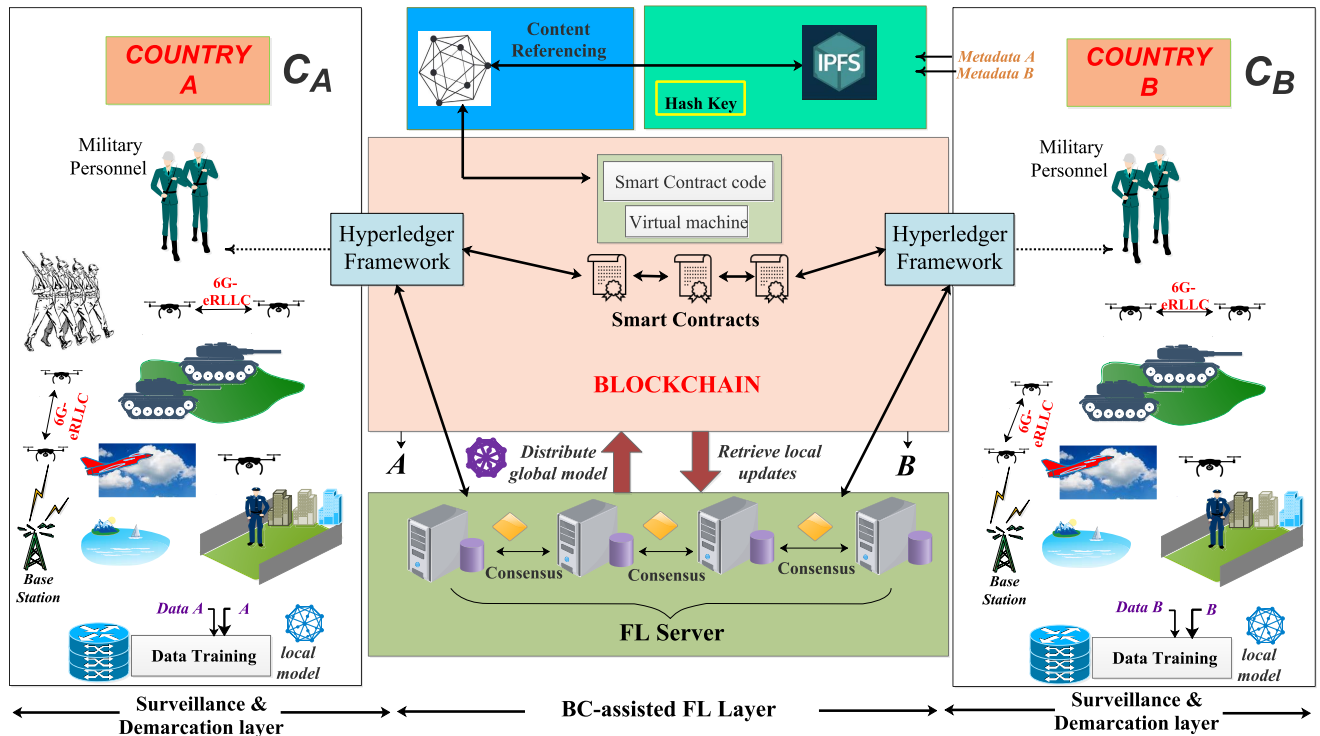 COUNTRY
A
CA
Military
Personnel
6G-
eRLLC
6G-
eRLLC
Base
Station
Data A
A
Data Training
local
model
Surveillance &
Demarcation layer
Content
Referencing
IPFS
Hash Key
Metadata A
Metadata B
Smart Contract code
Virtual machine
Hyperledger
Framework
Hyperledger
Framework
Smart Contracts
BLOCKCHAIN
A
Distribute
global model
Retrieve local
updates
B
Consensus
Consensus
Consensus
FL Server
BC-assisted FL Layer
COUNTRY
B
CB
Military
Personnel
6G-
eRLLC
6G-
eRLLC
Base
Station
Data B
B
Data Training
local
model
Surveillance &
Demarcation layer